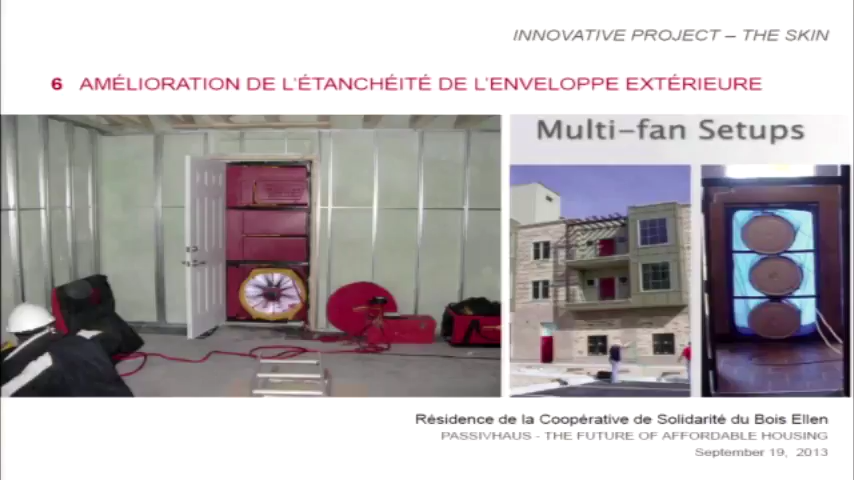 INNOVATIVE PROJECT – THE SKIN
6 AMÉLIORATION DE L'ÉTANCHÉITÉ DE L'ENVELOPPE EXTÉRIEURE
Multi-fan Setups
Résidence de la Coopérative de Solidarité du Bois Ellen
PASSIVHAUS - THE FUTURE OF AFFORDABLE HOUSING
September 19, 2013